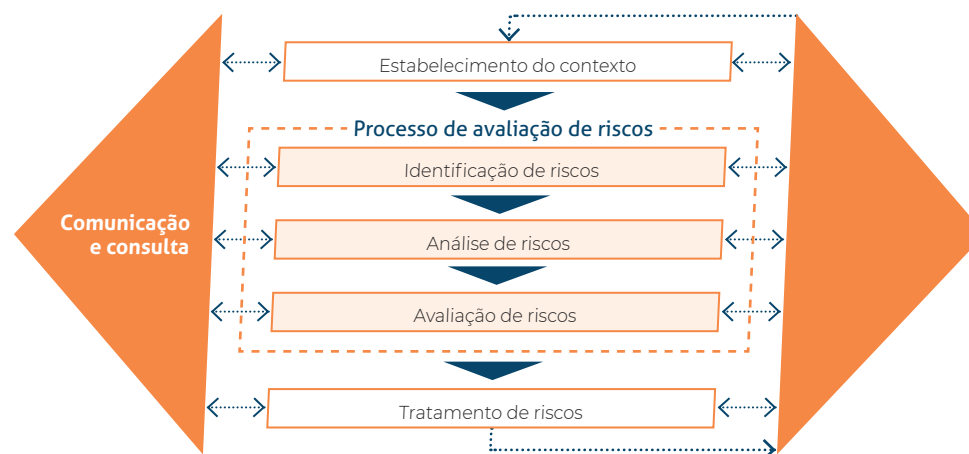 Estabelecimento do contexto
Processo de avaliação de riscos
Identificação de riscos
Comunicação
e consulta
Análise de riscos
Avaliação de riscos
Tratamento de riscos